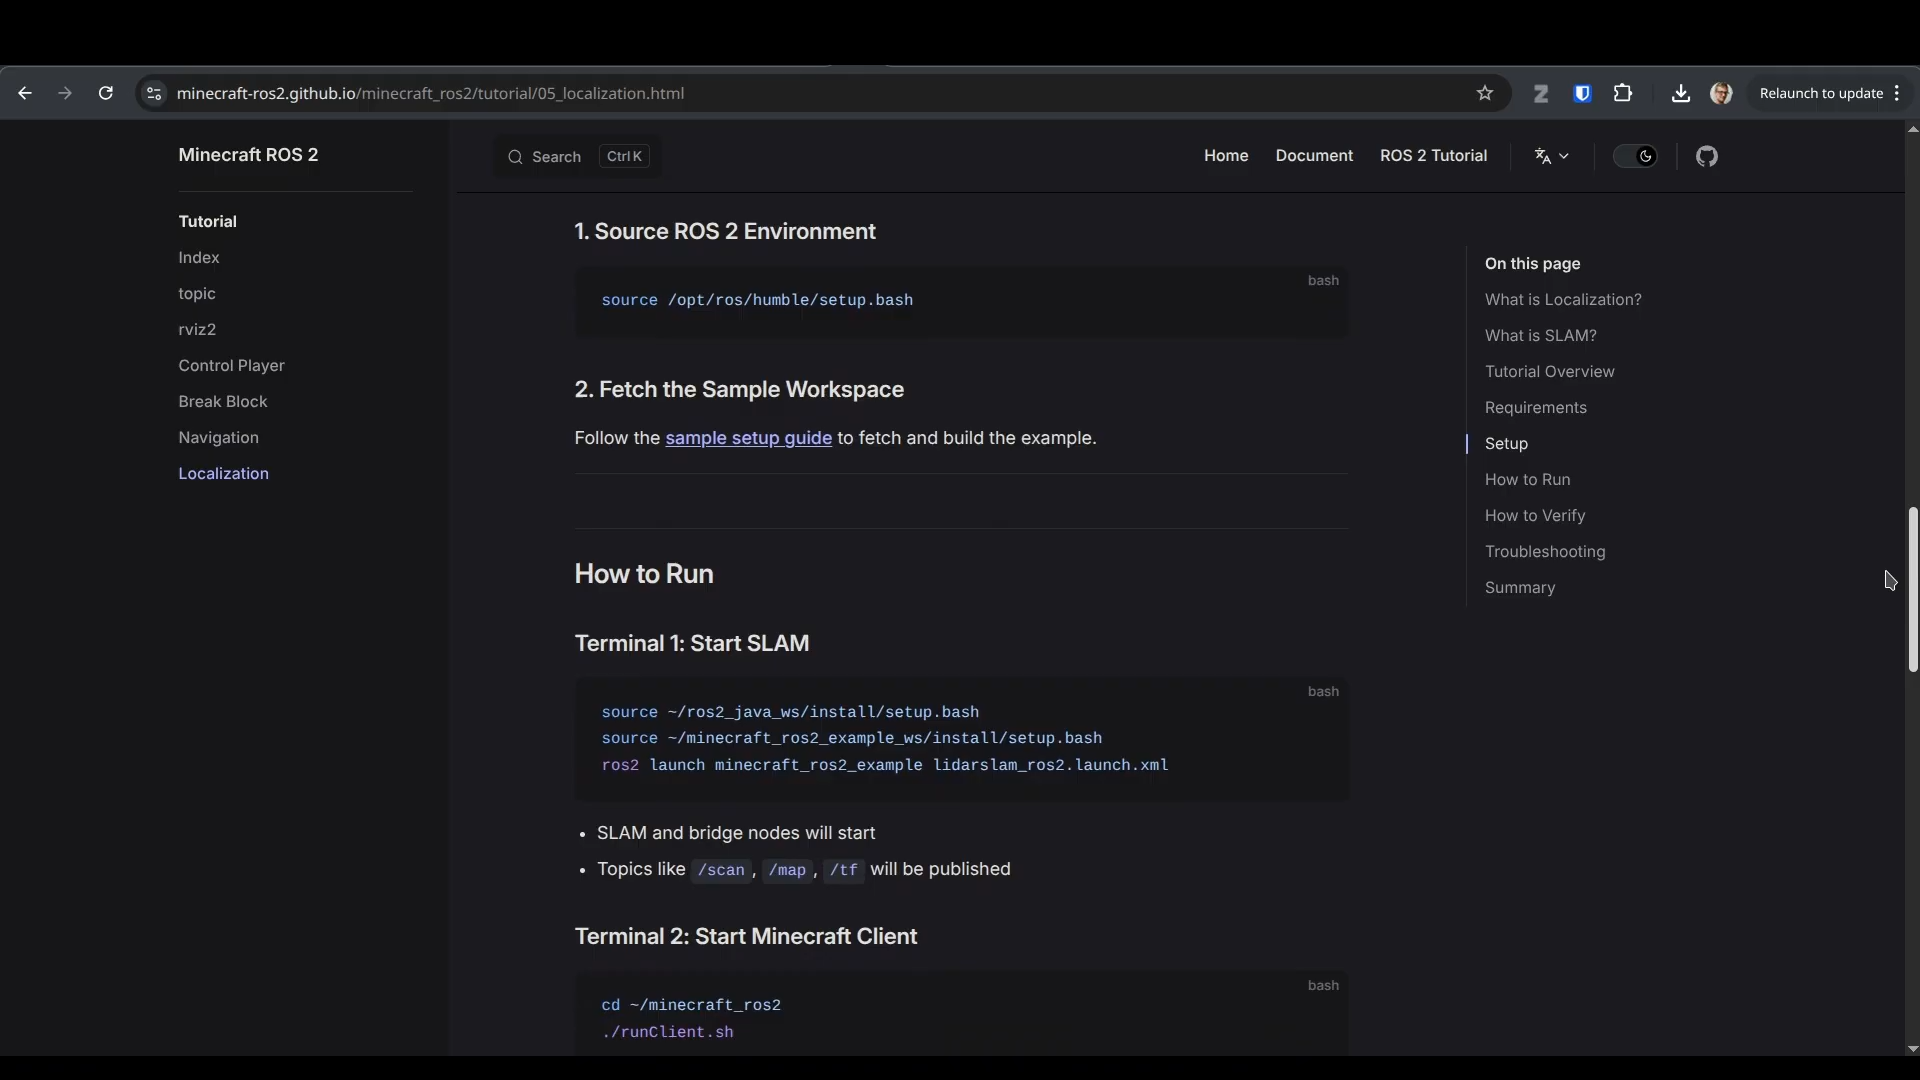 minecraft-ros2.github.io/minecraft_ros2/tutorial/05_localization.html
Relaunch to update
Minecraft ROS 2
Search Ctrl K
Home
Document
ROS 2 Tutorial
Tutorial
Index
topic
rviz2
Control Player
Break Block
Navigation
Localization
1. Source ROS 2 Environment
bash
source /opt/ros/humble/setup.bash
2. Fetch the Sample Workspace
Follow the sample setup guide to fetch and build the example.
How to Run
Terminal 1: Start SLAM
bash
source ~/ros2_java_ws/install/setup.bash
source ~/minecraft_ros2_example_ws/install/setup.bash
ros2 launch minecraft_ros2_example lidarslam_ros2.launch.xml
• SLAM and bridge nodes will start
• Topics like /scan, /map, /tf will be published
Terminal 2: Start Minecraft Client
bash
cd ~/minecraft_ros2
./runClient.sh
On this page
What is Localization?
What is SLAM?
Tutorial Overview
Requirements
Setup
How to Run
How to Verify
Troubleshooting
Summary